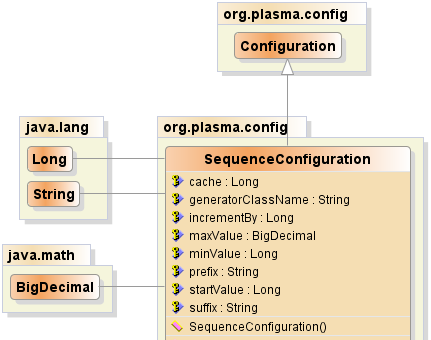 org.plasma.config
Configuration
java.lang
Long
String
java.math
BigDecimal
org.plasma.config
SequenceConfiguration
cache : Long
generatorClassName : String
incrementBy : Long
maxValue : BigDecimal
minValue : Long
prefix : String
startValue : Long
suffix : String
SequenceConfiguration()